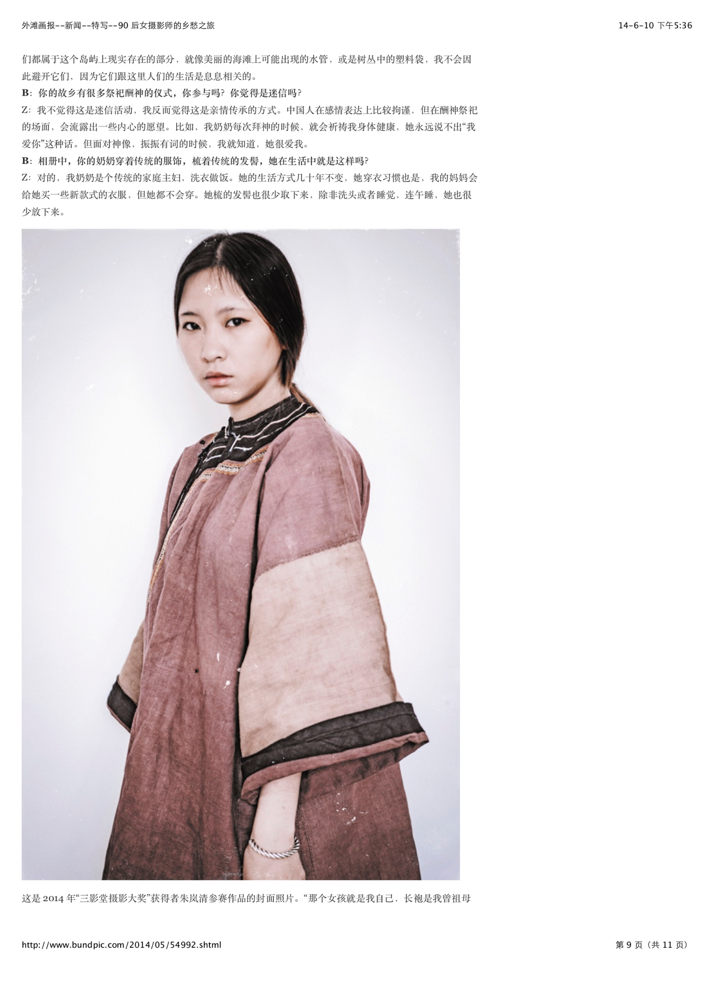 外滩画报--新闻--特写--90 后女摄影师的乡愁之旅
14-6-10 下午5:36
们都属于这个岛屿上现实存在的部分，就像美丽的海滩上可能出现的水管，或是树丛中的塑料袋，我不会因
此避开它们，因为它们跟这里人们的生活是息息相关的。
B：你的故乡有很多祭祀酬神的仪式，你参与吗？你觉得是迷信吗？
Z：我不觉得这是迷信活动，我反而觉得这是亲情传承的方式。中国人在感情表达上比较拘谨，但在酬神祭祀
的场面，会流露出一些内心的愿望。比如，我奶奶每次拜神的时候，就会祈祷我身体健康，她永远说不出“我
爱你”这种话。但面对神像，振振有词的时候，我就知道，她很爱我。
B：相册中，你的奶奶穿着传统的服饰，梳着传统的发髻，她在生活中就是这样吗？
Z：对的，我奶奶是个传统的家庭主妇，洗衣做饭。她的生活方式几十年不变，她穿衣习惯也是，我的妈妈会
给她买一些新款式的衣服，但她都不会穿。她梳的发髻也很少取下来，除非洗头或者睡觉，连午睡，她也很
少放下来。
这是 2014 年“三影堂摄影大奖”获得者朱岚清参赛作品的封面照片。“那个女孩就是我自己，长袍是我曾祖母
http://www.bundpic.com/2014/05/54992.shtml
第 9 页（共 11 页）